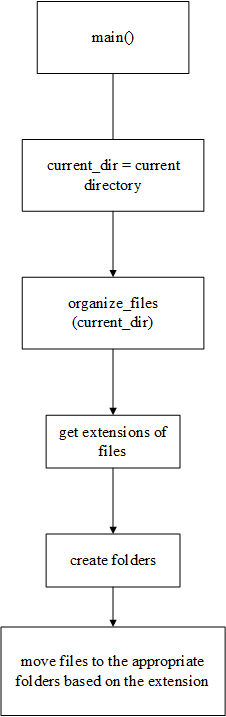 main()
current_dir = current
directory
organize_files
(current_dir)
get extensions of
files
create folders
move files to the appropriate
folders based on the extension